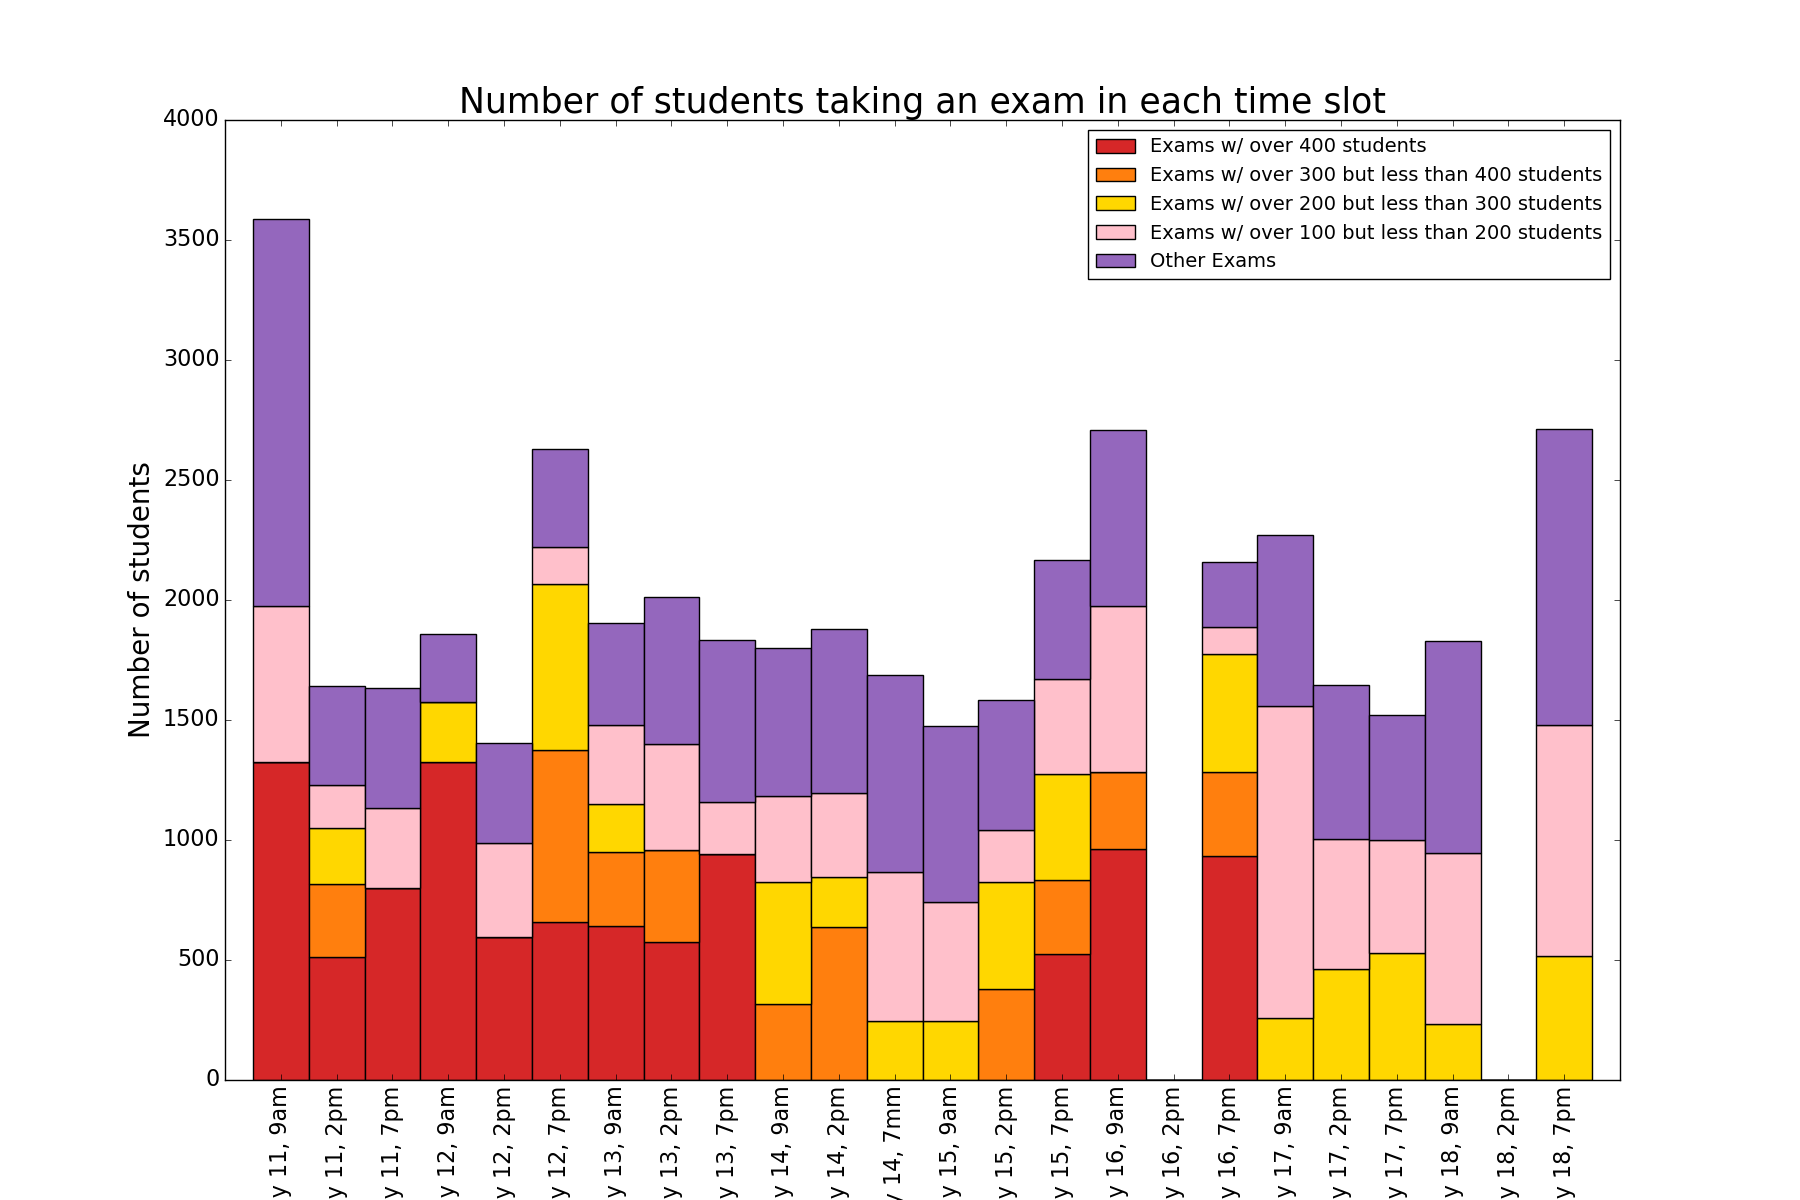 Number of students taking an exam in each time slot
4000
3500
3000
2500
2000
1500
1000
500
0
Number of students
Exams w/ over 400 students
Exams w/ over 300 but less than 400 students
Exams w/ over 200 but less than 300 students
Exams w/ over 100 but less than 200 students
Other Exams
y 11, 9am
y 11, 2pm
y 11, 7pm
y 12, 9am
y 12, 2pm
y 12, 7pm
y 13, 9am
y 13, 2pm
y 13, 7pm
y 14, 9am
y 14, 2pm
y 14, 7mm
y 15, 9am
y 15, 2pm
y 15, 7pm
y 16, 9am
y 16, 2pm
y 16, 7pm
y 17, 9am
y 17, 2pm
y 17, 7pm
y 18, 9am
y 18, 2pm
y 18, 7pm